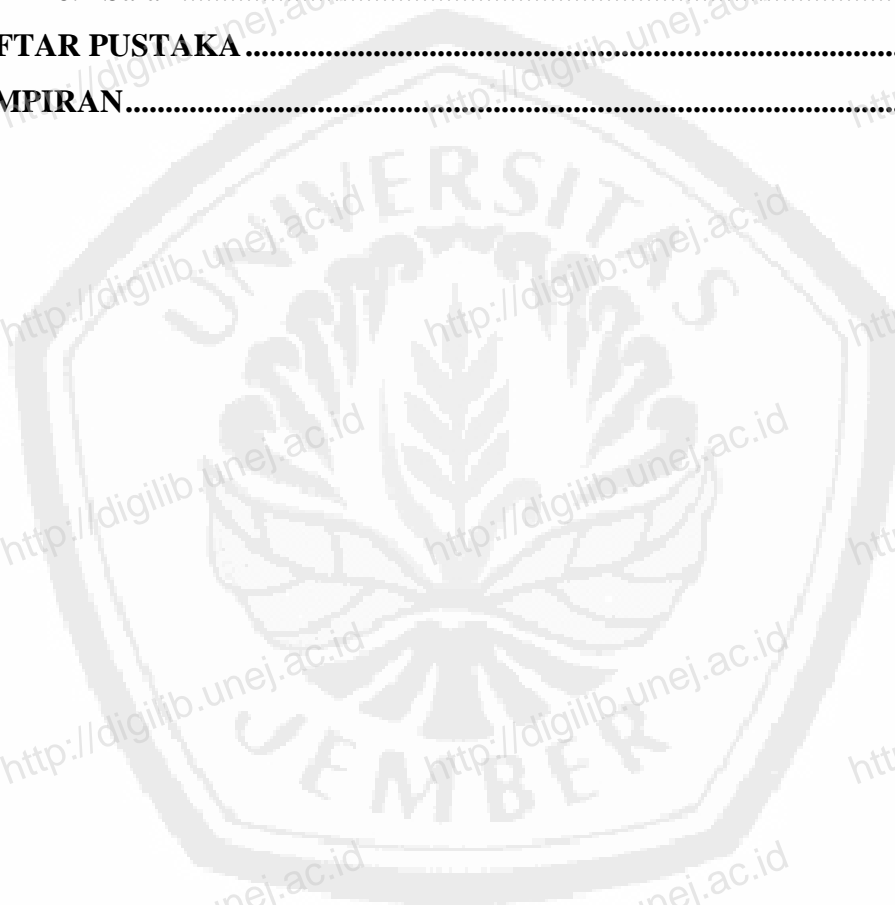 FTAR PUSTAKA ........................................................................................
MPIRAN.......................................................................................................
UNIVERSITAS
JEMBER
http://digilib.unej.ac.id
http://digilib.unej.ac.id
http://digilib.unej.ac.id
http://digilib.unej.ac.id
http://digilib.unej.ac.id
http://digilib.unej.ac.id
http://digilib.unej.ac.id
http://digilib.unej.ac.id